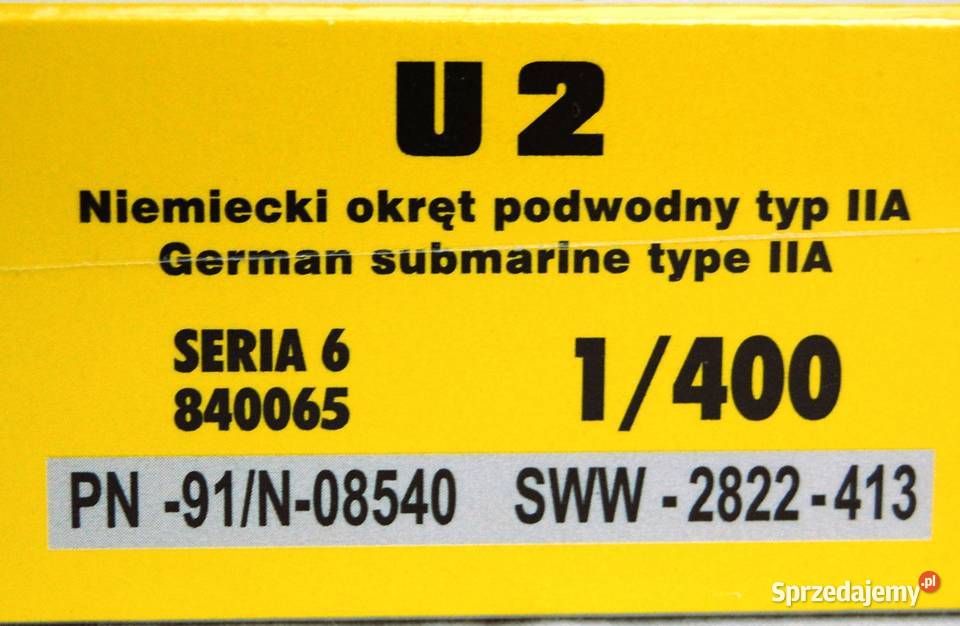 U 2
Niemiecki okręt podwodny typ IIA
German submarine type IIA
SERIA 6
840065
1/400
PN -91/N-08540 SWW - 2822 - 413
Sprzedajemy.pl